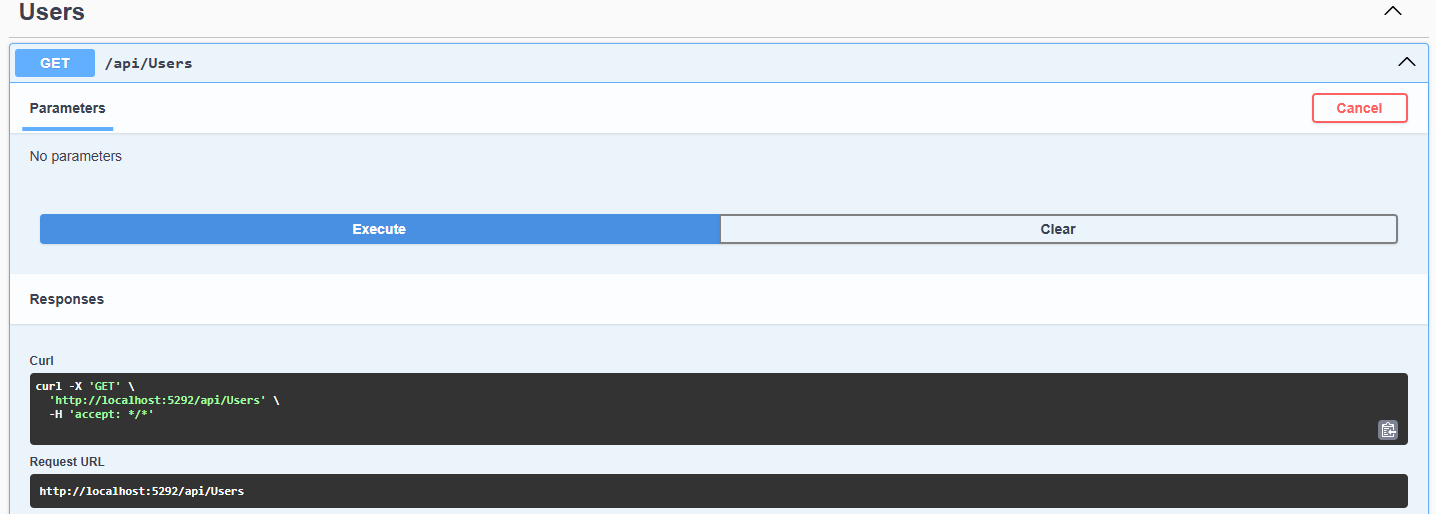 Users
GET /api/Users
Parameters Cancel
No parameters
Execute Clear
Responses
Curl
curl -X 'GET' \
  'http://localhost:5292/api/Users' \
  -H 'accept: */*'
Request URL
http://localhost:5292/api/Users